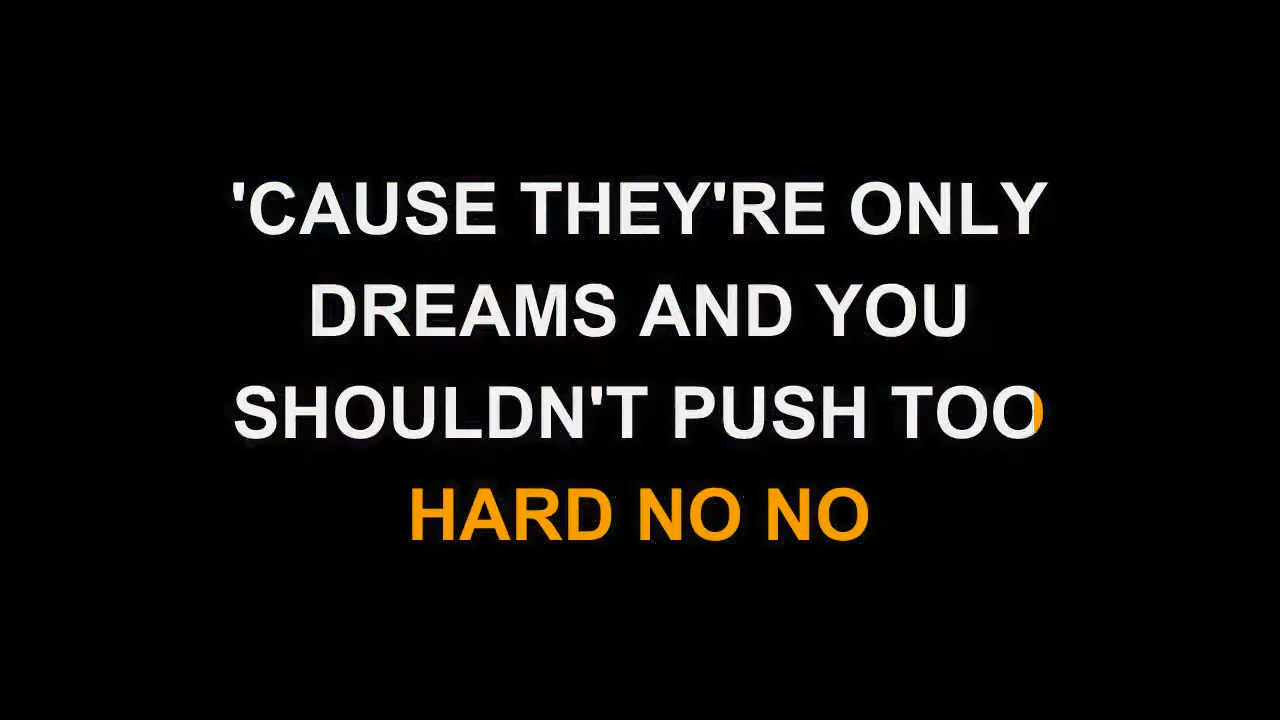 'CAUSE THEY'RE ONLY
DREAMS AND YOU
SHOULDN'T PUSH TOO
HARD NO NO